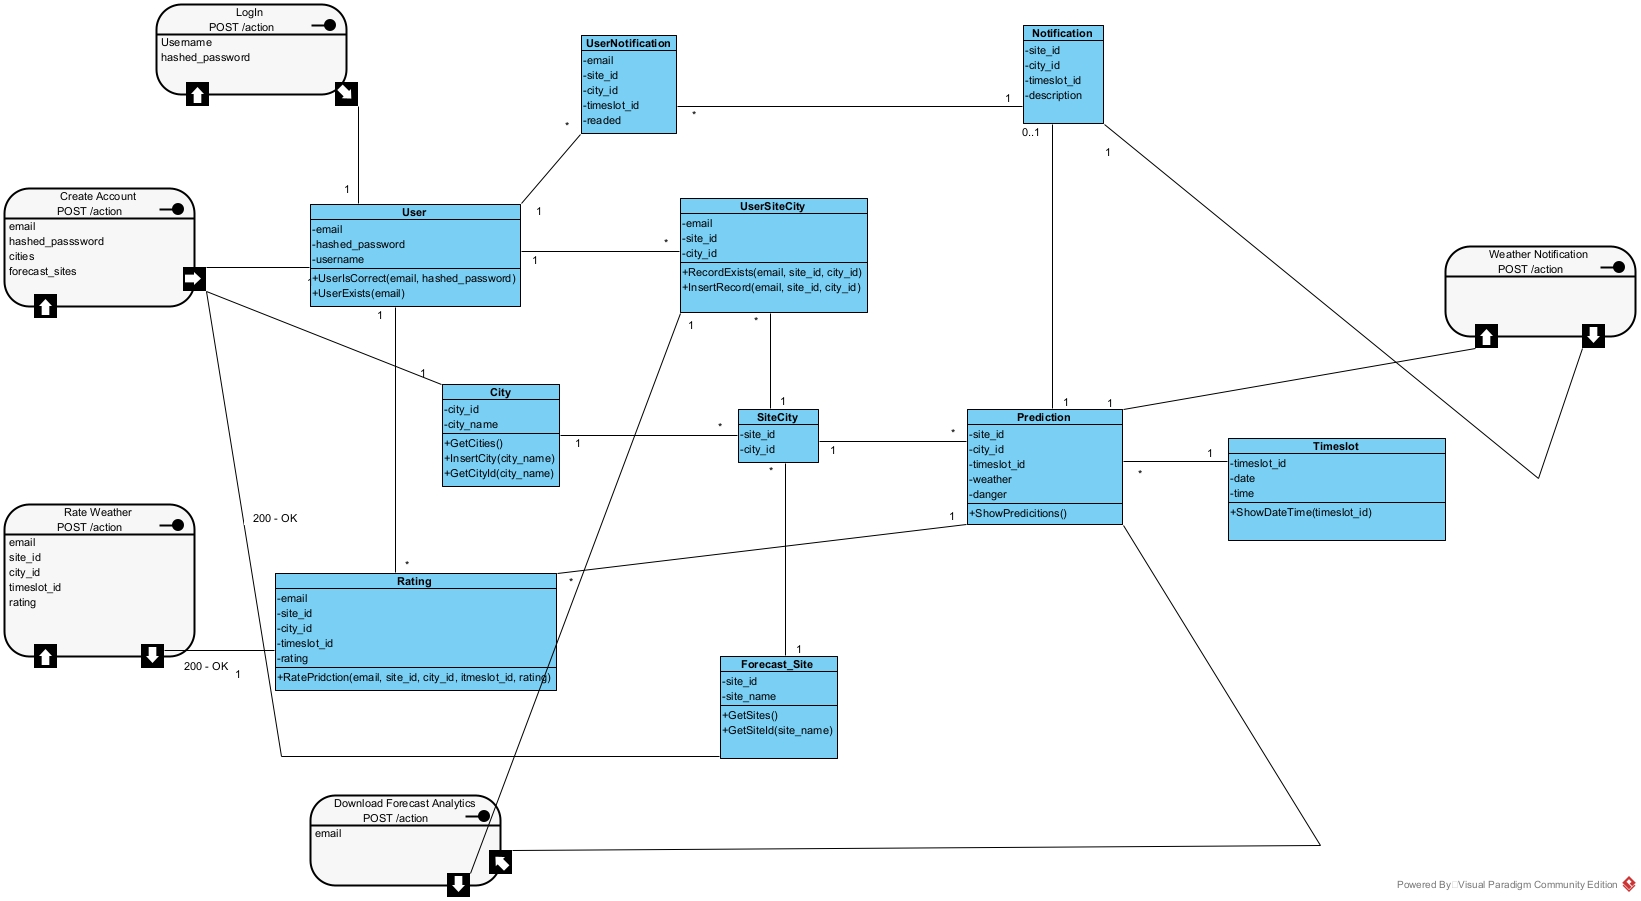 LogIn
POST /action
Username
hashed_password
UserNotification
-email
-site_id
-city_id
-timeslot_id
-readed
Notification
-site_id
-city_id
-timeslot_id
-description
*
*
1
0..1
1
1
1
Create Account
POST /action
email
hashed_passsword
cities
forecast_sites
User
-email
-hashed_password
-username
+UserIsCorrect(email, hashed_password)
+UserExists(email)
1
*
1
UserSiteCity
-email
-site_id
-city_id
+RecordExists(email, site_id, city_id)
+InsertRecord(email, site_id, city_id)
1
*
Weather Notification
POST /action
1
City
-city_id
-city_name
+GetCities()
+InsertCity(city_name)
+GetCityId(city_name)
1
*
1
SiteCity
-site_id
-city_id
*
1
*
1
1
Prediction
-site_id
-city_id
-timeslot_id
-weather
-danger
+ShowPredicitions()
1
*
Timeslot
-timeslot_id
-date
-time
+ShowDateTime(timeslot_id)
200 - OK
Rate Weather
POST /action
email
site_id
city_id
timeslot_id
rating
200 - OK
1
*
*
1
Rating
-email
-site_id
-city_id
-timeslot_id
-rating
+RatePridction(email, site_id, city_id, itmeslot_id, rating)
1
Forecast_Site
-site_id
-site_name
+GetSites()
+GetSiteId(site_name)
Download Forecast Analytics
POST /action
email
Powered By Visual Paradigm Community Edition